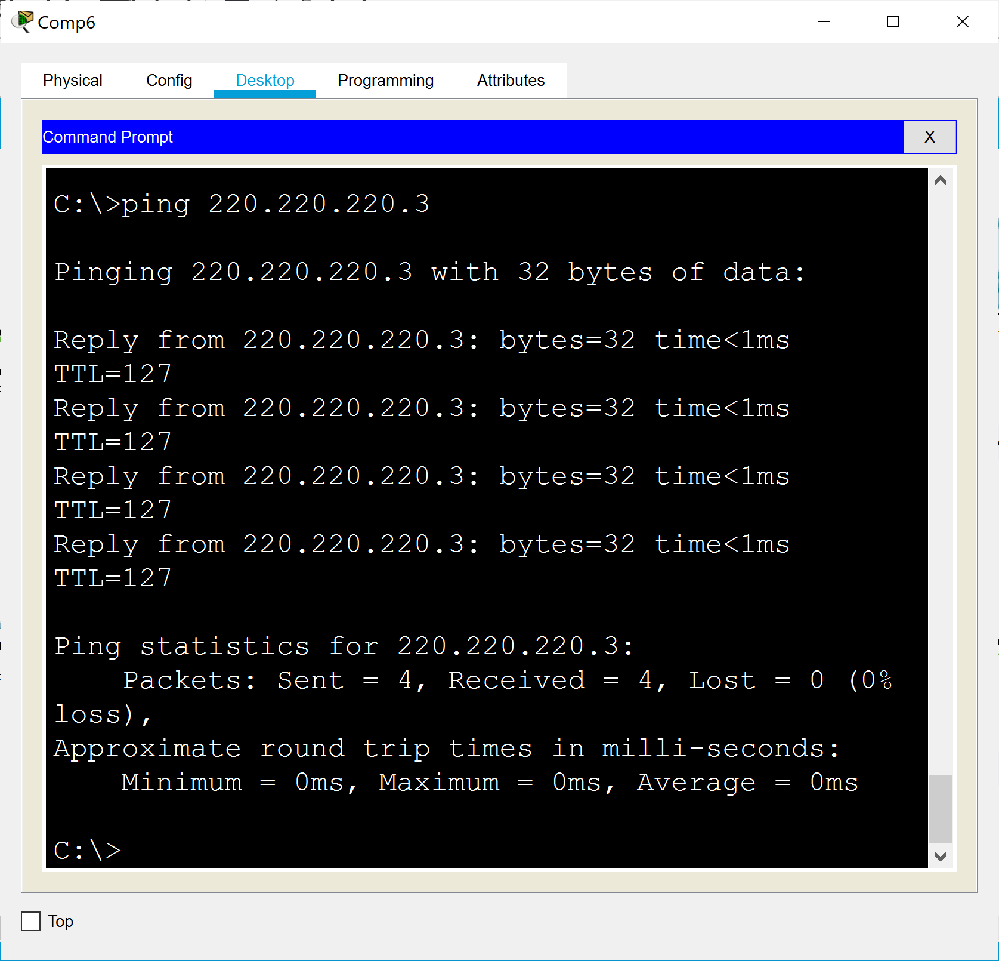 Comp6
Physical Config Desktop Programming Attributes
Command Prompt X
C:\>ping 220.220.220.3
Pinging 220.220.220.3 with 32 bytes of data:
Reply from 220.220.220.3: bytes=32 time<1ms
TTL=127
Reply from 220.220.220.3: bytes=32 time<1ms
TTL=127
Reply from 220.220.220.3: bytes=32 time<1ms
TTL=127
Reply from 220.220.220.3: bytes=32 time<1ms
TTL=127
Ping statistics for 220.220.220.3:
    Packets: Sent = 4, Received = 4, Lost = 0 (0%
loss),
Approximate round trip times in milli-seconds:
    Minimum = 0ms, Maximum = 0ms, Average = 0ms
C:\>
Top